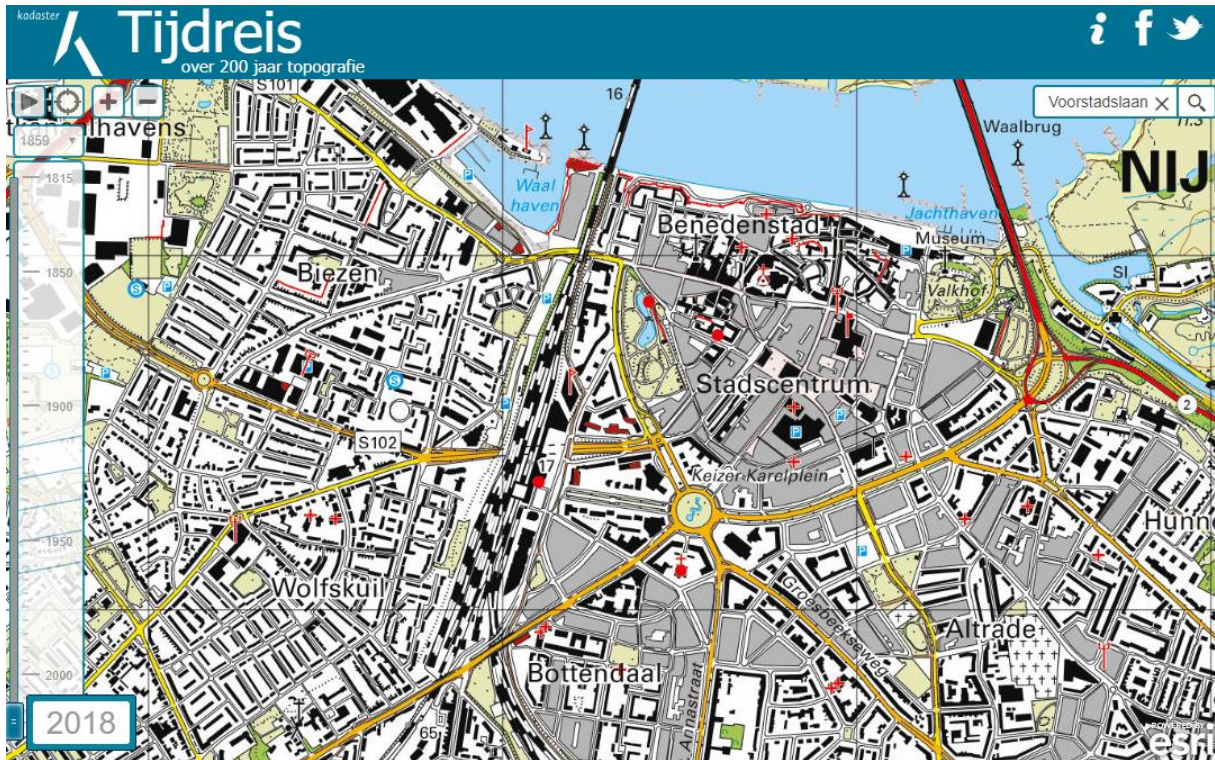 kadaster
Tijdreis
over 200 jaar topografie
S101
16
Voorstadslaan
1859
1815
1850
1900
1950
2000
2018
Waalbrug
NIJ
Waal
haven
Jachthaven
Benedenstad
Museum
Valkhof
SI
Biezen
Stadscentrum
2
S102
17
Keizer Karelplein
Hunn
Wolfskuil
Groesbeekseweg
Altrade
Bottendaal
Annastraat
65
POWERED BY
esri